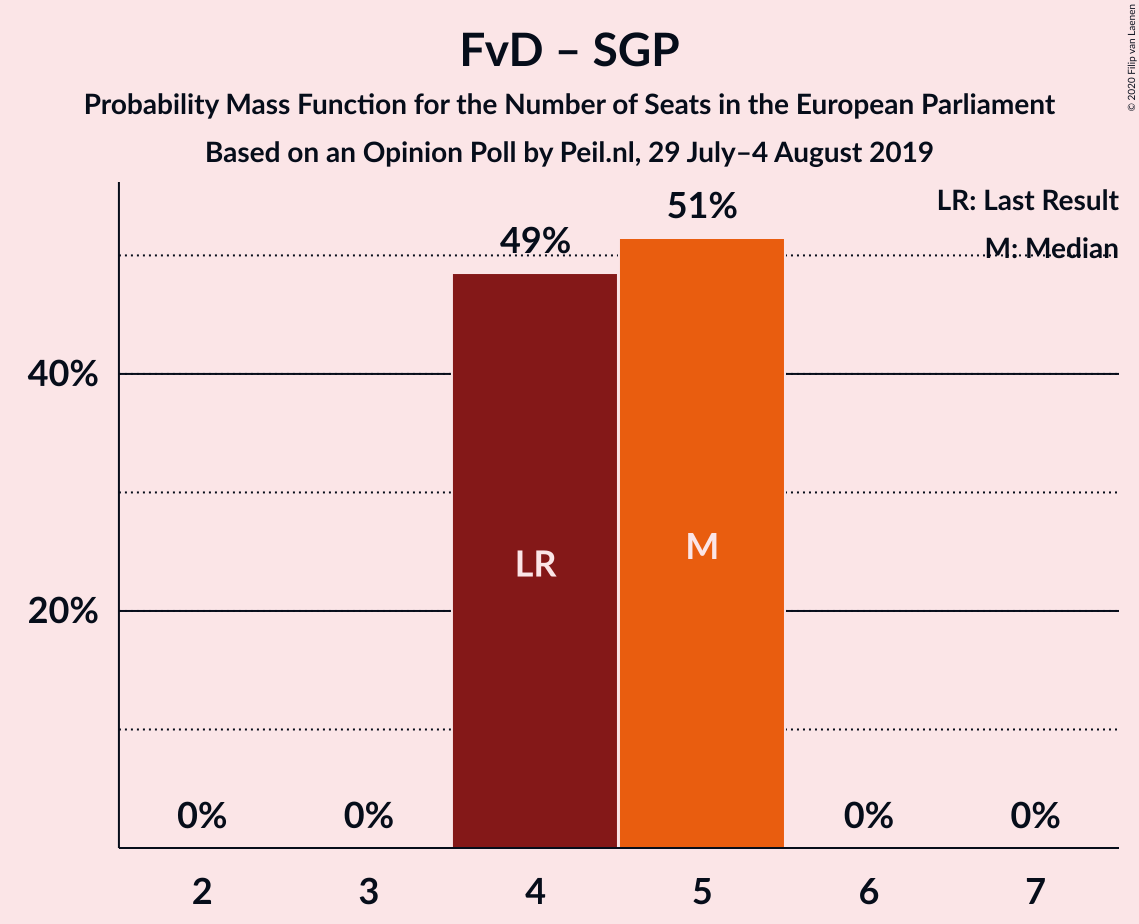 FvD – SGP
Probability Mass Function for the Number of Seats in the European Parliament
Based on an Opinion Poll by Peil.nl, 29 July–4 August 2019
© 2020 Filip van Laenen
LR: Last Result
M: Median
51%
49%
40%
20%
LR
M
0%
0%
0%
0%
2
3
4
5
6
7